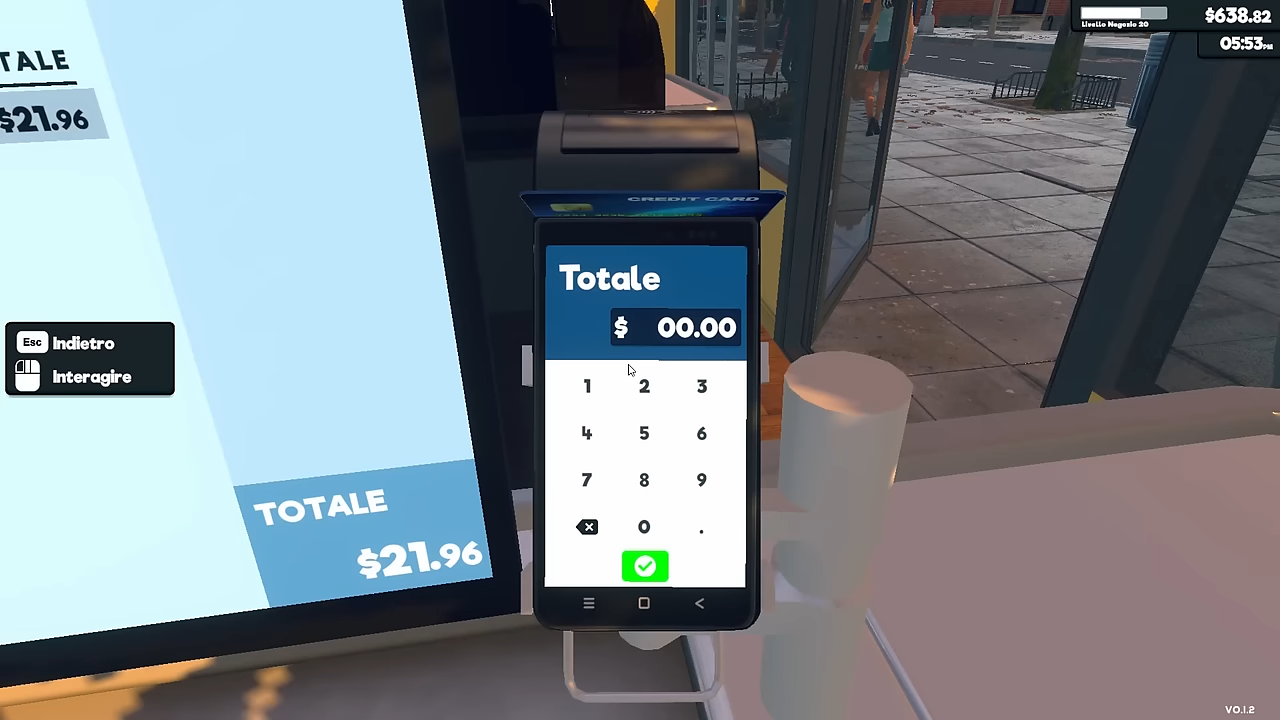 TALE
$21.96
TOTALE
$21.96
Esc Indietro
Interagire
CREDIT CARD
Totale
$ 00.00
1 2 3
4 5 6
7 8 9
0 .
Livello Negozio 20
$638.82
05:53PM
V0.1.2